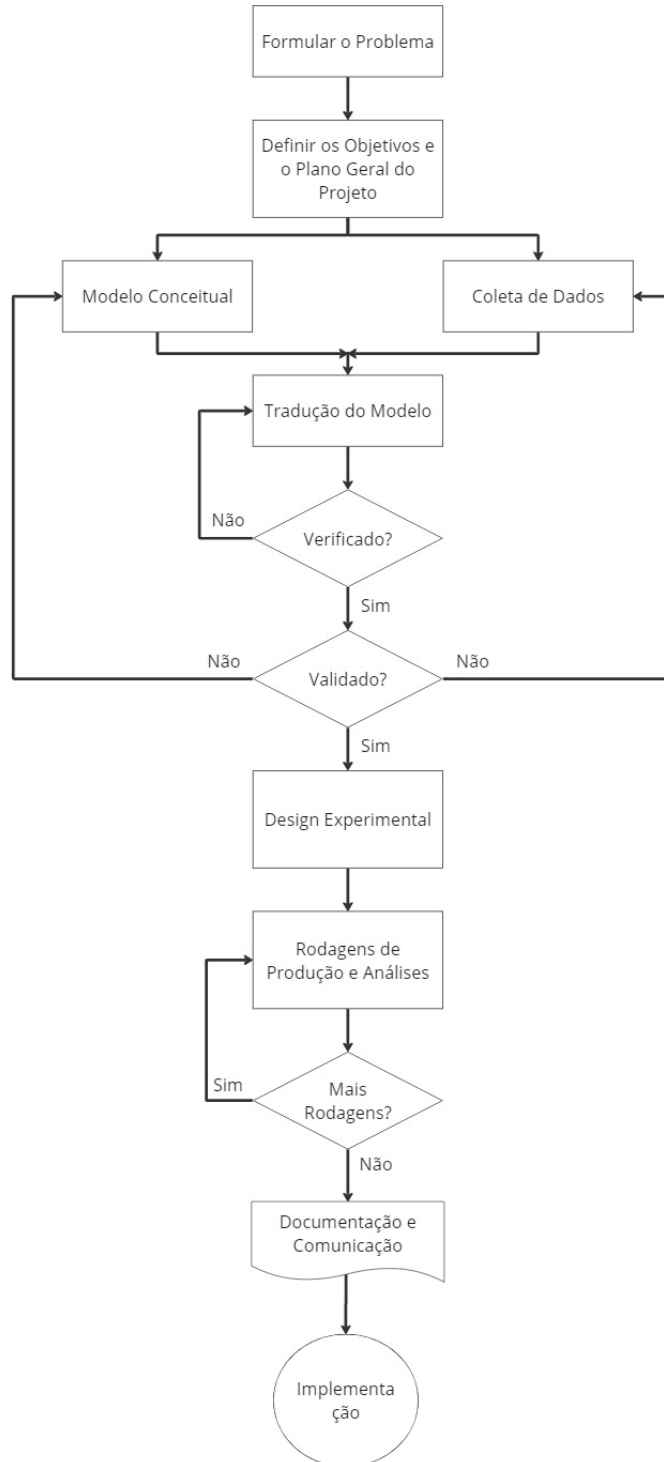 Formular o Problema
Definir os Objetivos e
o Plano Geral do
Projeto
Modelo Conceitual
Coleta de Dados
Tradução do Modelo
Não
Verificado?
Sim
Não
Validado?
Não
Sim
Design Experimental
Rodagens de
Produção e Análises
Sim
Mais
Rodagens?
Não
Documentação e
Comunicação
Implementa
ção